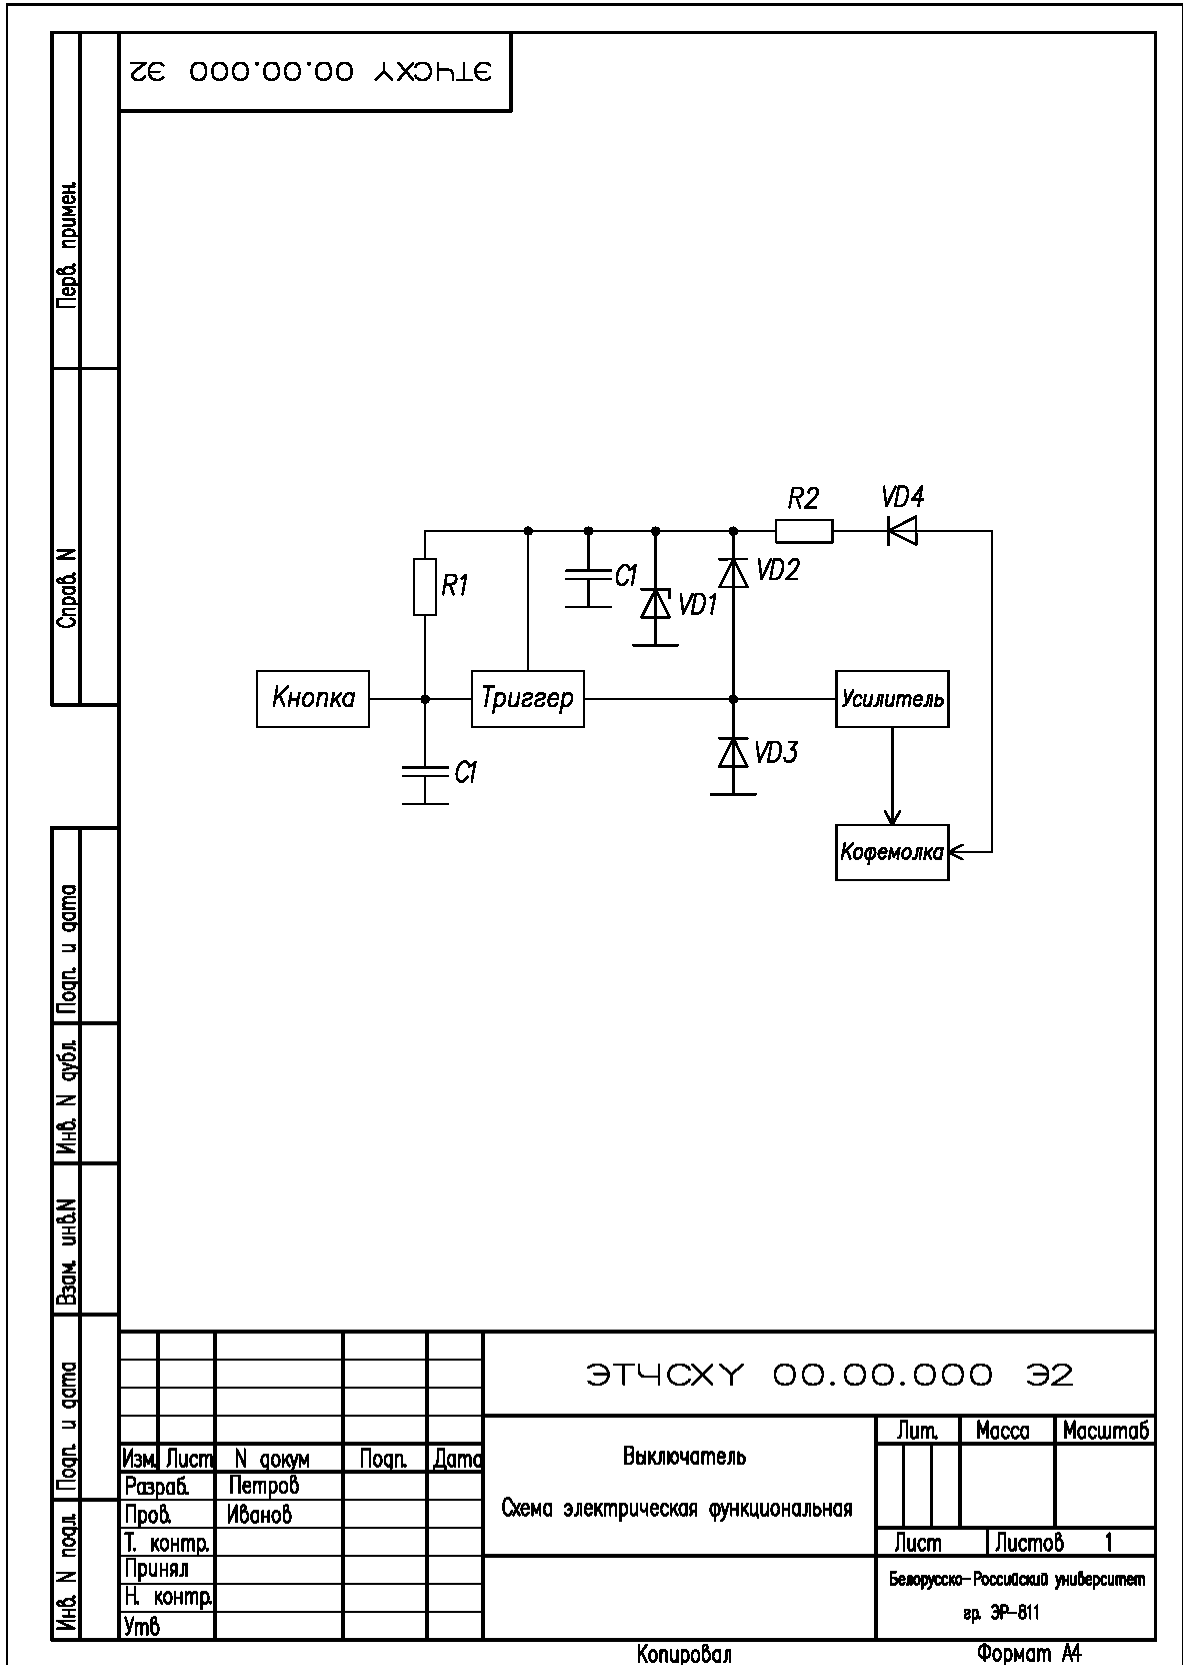 ЭТЧСХY 00.00.000 Э2
Перв. примен.
Справ. N
Подп. и дата
Инв. N дубл.
Взам. инв.N
Подп. и дата
Инв. N подл.
R2
VD4
R1
C1
VD1
VD2
Кнопка
Триггер
Усилитель
C1
VD3
Кофемолка
ЭТЧСХY 00.00.000 Э2
Изм. Лист N докум Подп. Дата
Разраб. Петров
Пров. Иванов
Т. контр.
Принял
Н. контр.
Утв
Выключатель
Схема электрическая функциональная
Лит. Масса Масштаб
Лист Листов 1
Белорусско-Российский университет
гр. ЭР-811
Копировал Формат А4